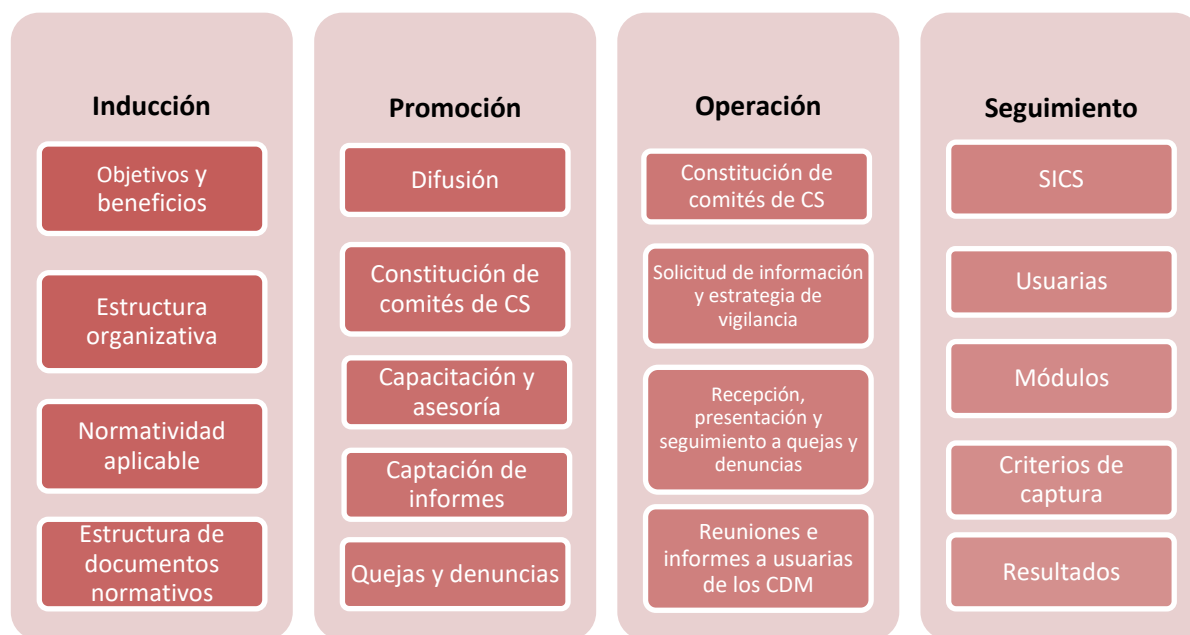 Inducción
Objetivos y
beneficios
Estructura
organizativa
Normatividad
aplicable
Estructura de
documentos
normativos
Promoción
Difusión
Constitución de
comités de CS
Capacitación y
asesoría
Captación de
informes
Quejas y denuncias
Operación
Constitución de
comités de CS
Solicitud de información
y estrategia de
vigilancia
Recepción,
presentación y
seguimiento a quejas y
denuncias
Reuniones e
informes a usuarias
de los CDM
Seguimiento
SICS
Usuarias
Módulos
Criterios de
captura
Resultados